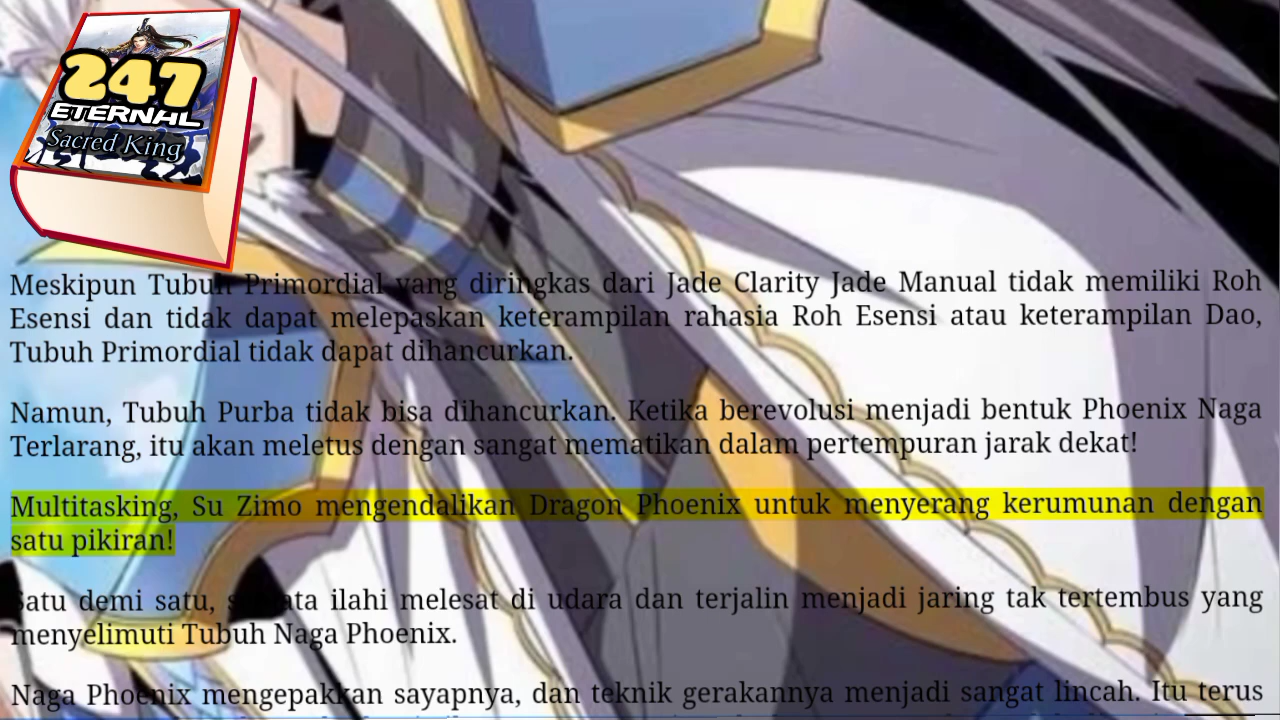 247
ETERNAL
Sacred King
Meskipun Tubuh Primordial yang diringkas dari Jade Clarity Jade Manual tidak memiliki Roh
Esensi dan tidak dapat melepaskan keterampilan rahasia Roh Esensi atau keterampilan Dao,
Tubuh Primordial tidak dapat dihancurkan.
Namun, Tubuh Purba tidak bisa dihancurkan. Ketika berevolusi menjadi bentuk Phoenix Naga
Terlarang, itu akan meletus dengan sangat mematikan dalam pertempuran jarak dekat!
Multitasking, Su Zimo mengendalikan Dragon Phoenix untuk menyerang kerumunan dengan
satu pikiran!
Satu demi satu, senjata ilahi melesat di udara dan terjalin menjadi jaring tak tertembus yang
menyelimuti Tubuh Naga Phoenix.
Naga Phoenix mengepakkan sayapnya, dan teknik gerakannya menjadi sangat lincah. Itu terus